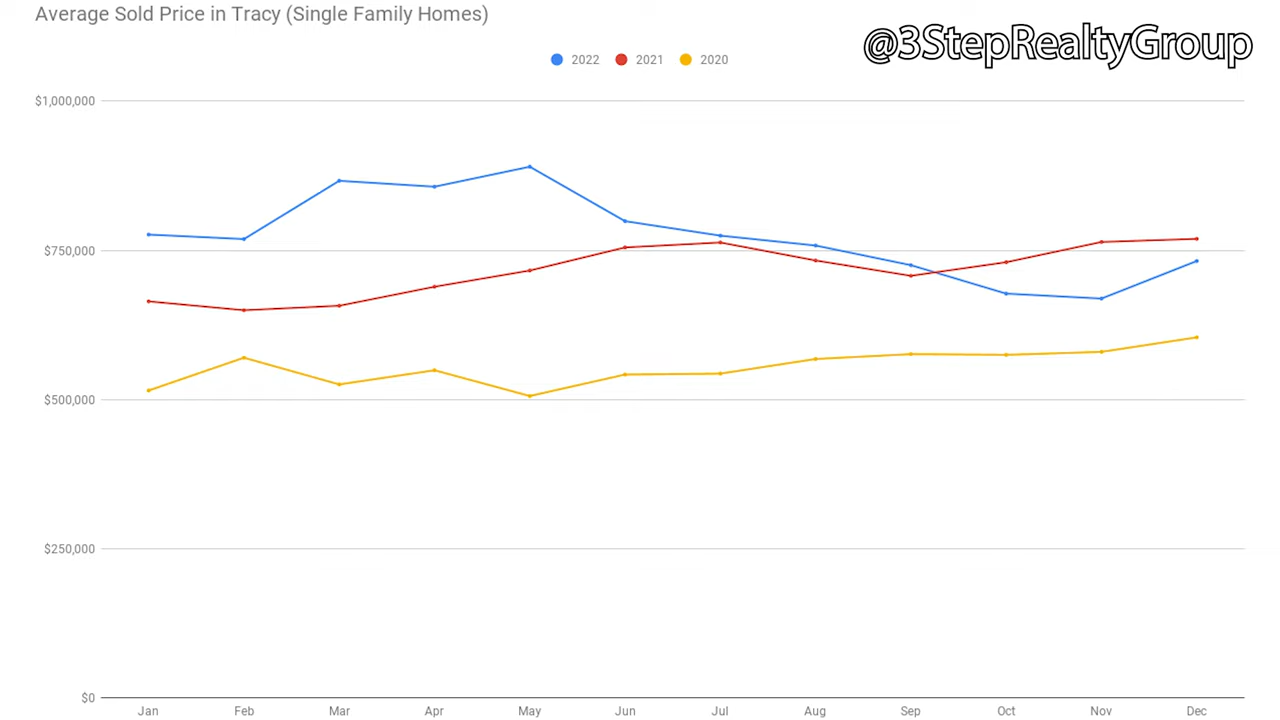 Average Sold Price in Tracy (Single Family Homes)
@3StepRealtyGroup
2022 2021 2020
$1,000,000
$750,000
$500,000
$250,000
$0
Jan Feb Mar Apr May Jun Jul Aug Sep Oct Nov Dec